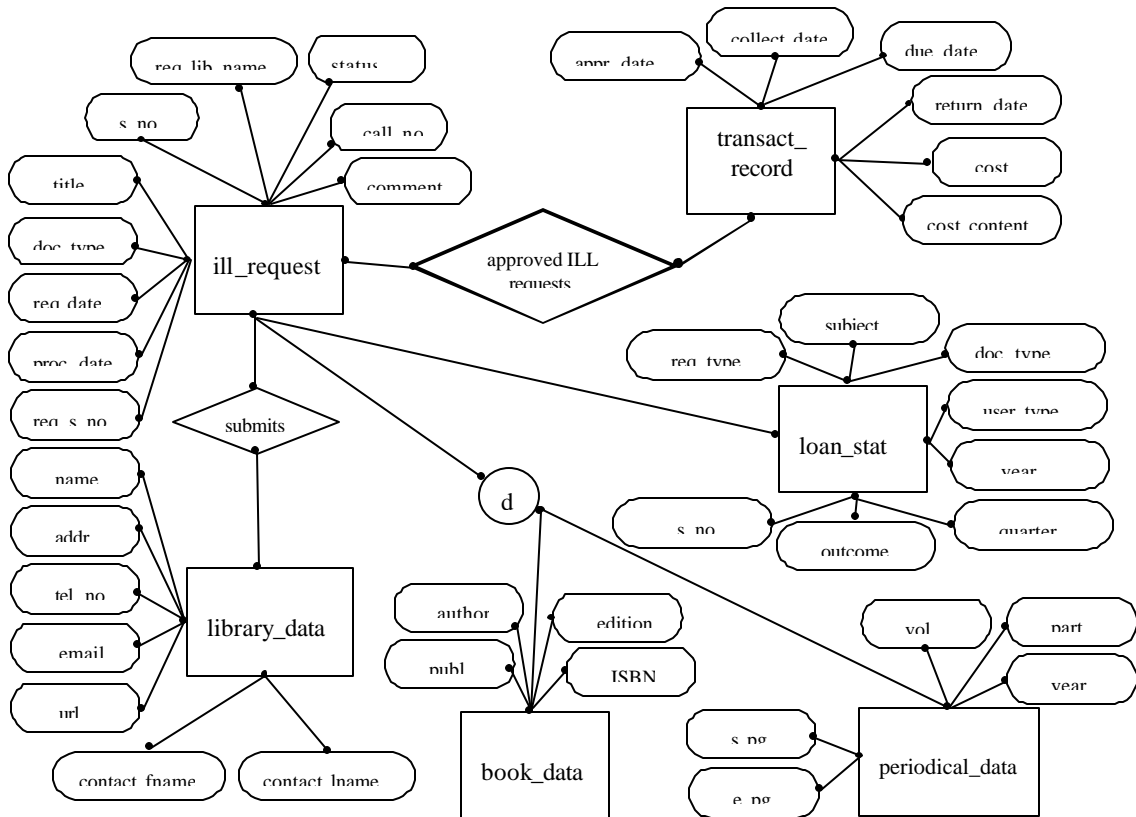 collect_date
req_lib_name
status
appr_date
due_date
s_no
call_no
return_date
transact_
record
title
comment
cost
doc_type
ill_request
approved ILL
requests
cost_content
req_date
subject
proc_date
req_type
doc_type
req_s_no
submits
user_type
loan_stat
name
year
d
addr
s_no
quarter
outcome
tel_no
author
edition
vol
part
library_data
email
publ
ISBN
year
url
s_pg
book_data
periodical_data
contact_fname
contact_lname
e_pg